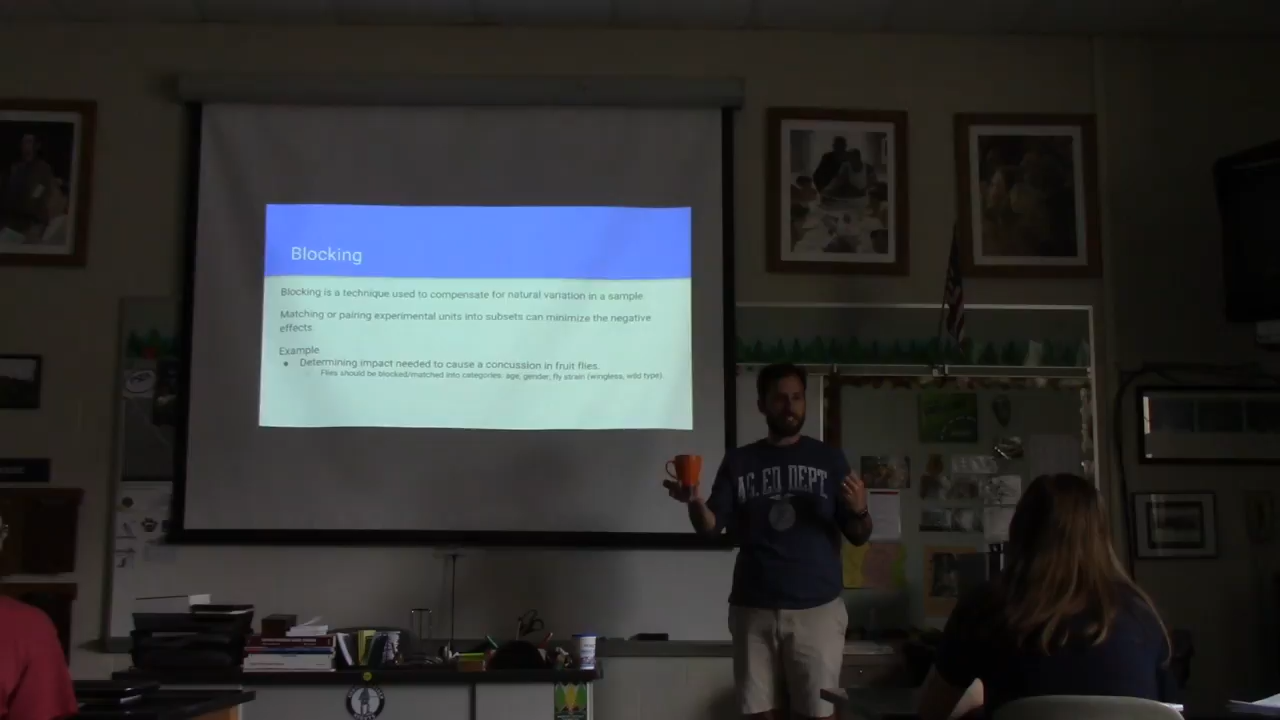 Blocking
Blocking is a technique used to compensate for natural variation in a sample.
Matching or pairing experimental units into subsets can minimize the negative
effects.
Example
● Determining impact needed to cause a concussion in fruit flies.
Flies should be blocked/matched into categories: age, gender, fly strain (wingless, wild type).
AG. ED. DEPT.